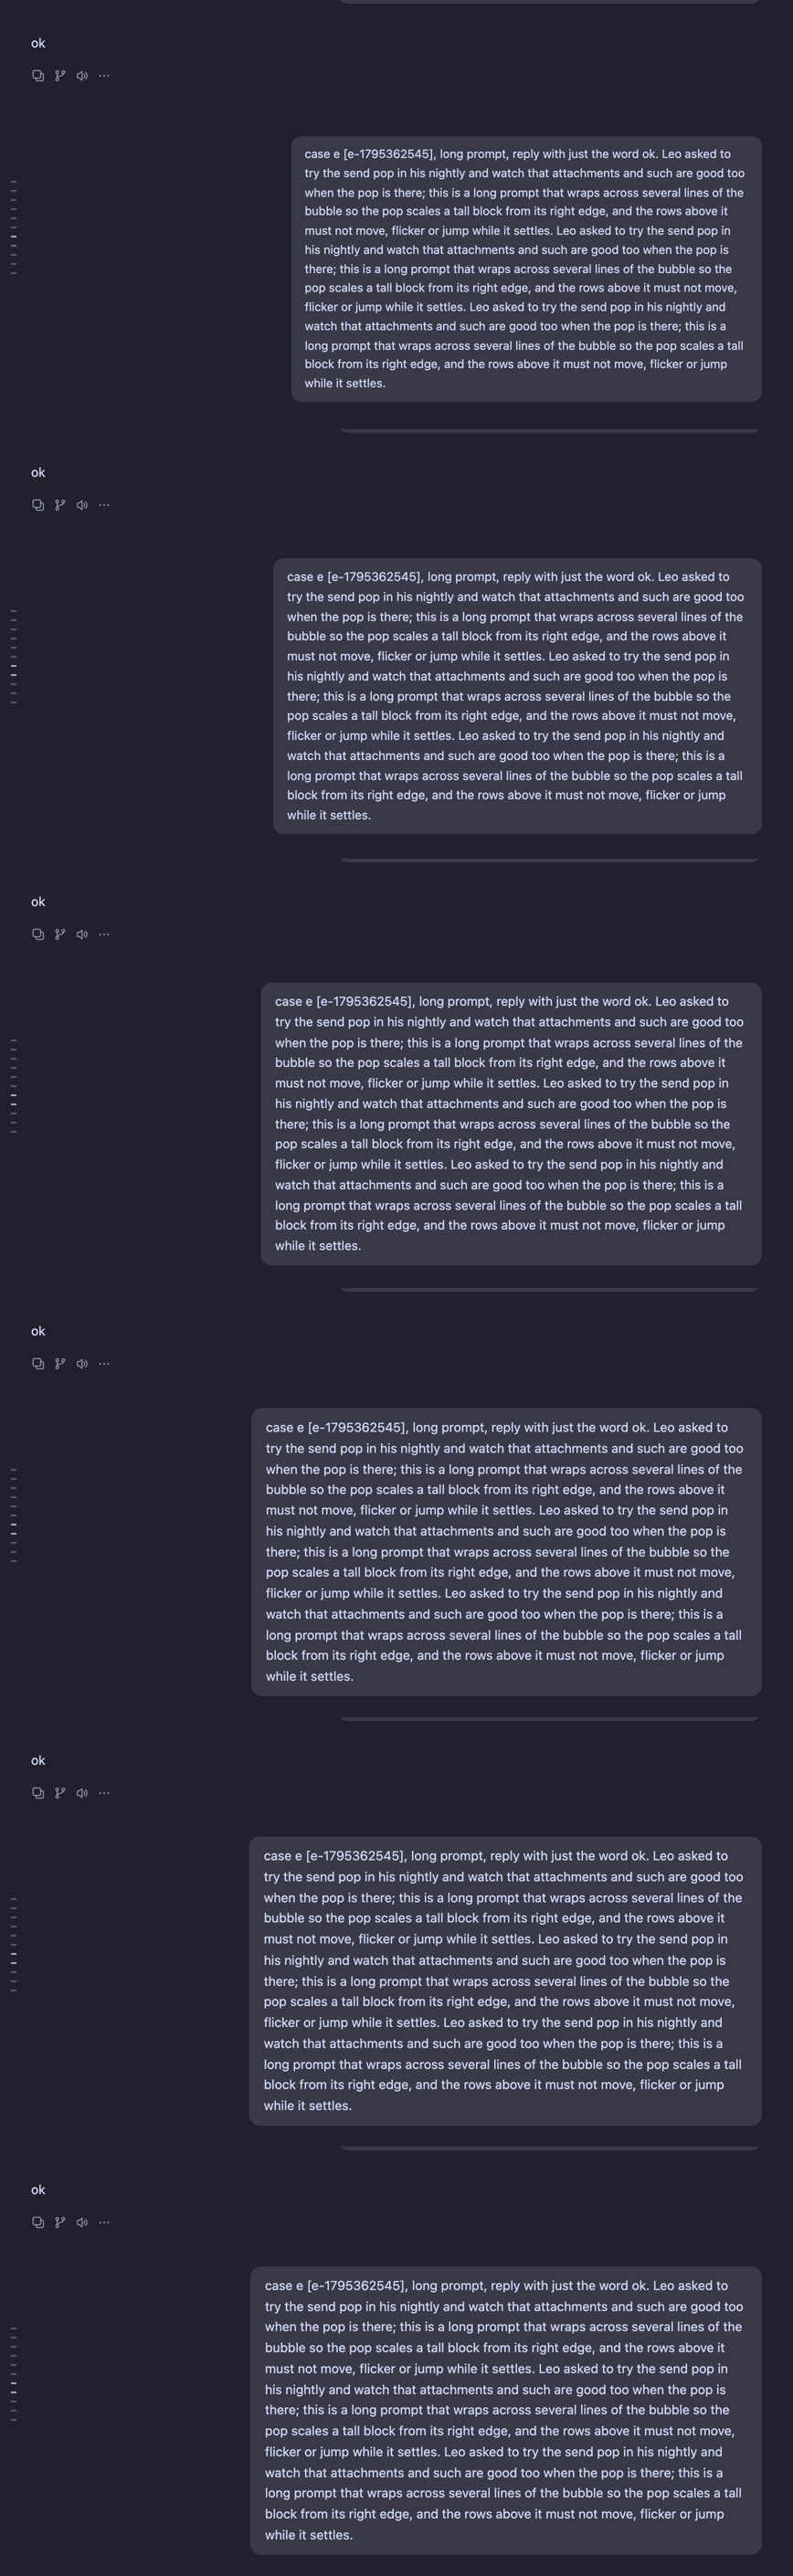 ok
case e [e-1795362545], long prompt, reply with just the word ok. Leo asked to
try the send pop in his nightly and watch that attachments and such are good too
when the pop is there; this is a long prompt that wraps across several lines of the
bubble so the pop scales a tall block from its right edge, and the rows above it
must not move, flicker or jump while it settles. Leo asked to try the send pop in
his nightly and watch that attachments and such are good too when the pop is
there; this is a long prompt that wraps across several lines of the bubble so the
pop scales a tall block from its right edge, and the rows above it must not move,
flicker or jump while it settles. Leo asked to try the send pop in his nightly and
watch that attachments and such are good too when the pop is there; this is a
long prompt that wraps across several lines of the bubble so the pop scales a tall
block from its right edge, and the rows above it must not move, flicker or jump
while it settles.
ok
case e [e-1795362545], long prompt, reply with just the word ok. Leo asked to
try the send pop in his nightly and watch that attachments and such are good too
when the pop is there; this is a long prompt that wraps across several lines of the
bubble so the pop scales a tall block from its right edge, and the rows above it
must not move, flicker or jump while it settles. Leo asked to try the send pop in
his nightly and watch that attachments and such are good too when the pop is
there; this is a long prompt that wraps across several lines of the bubble so the
pop scales a tall block from its right edge, and the rows above it must not move,
flicker or jump while it settles. Leo asked to try the send pop in his nightly and
watch that attachments and such are good too when the pop is there; this is a
long prompt that wraps across several lines of the bubble so the pop scales a tall
block from its right edge, and the rows above it must not move, flicker or jump
while it settles.
ok
case e [e-1795362545], long prompt, reply with just the word ok. Leo asked to
try the send pop in his nightly and watch that attachments and such are good too
when the pop is there; this is a long prompt that wraps across several lines of the
bubble so the pop scales a tall block from its right edge, and the rows above it
must not move, flicker or jump while it settles. Leo asked to try the send pop in
his nightly and watch that attachments and such are good too when the pop is
there; this is a long prompt that wraps across several lines of the bubble so the
pop scales a tall block from its right edge, and the rows above it must not move,
flicker or jump while it settles. Leo asked to try the send pop in his nightly and
watch that attachments and such are good too when the pop is there; this is a
long prompt that wraps across several lines of the bubble so the pop scales a tall
block from its right edge, and the rows above it must not move, flicker or jump
while it settles.
ok
case e [e-1795362545], long prompt, reply with just the word ok. Leo asked to
try the send pop in his nightly and watch that attachments and such are good too
when the pop is there; this is a long prompt that wraps across several lines of the
bubble so the pop scales a tall block from its right edge, and the rows above it
must not move, flicker or jump while it settles. Leo asked to try the send pop in
his nightly and watch that attachments and such are good too when the pop is
there; this is a long prompt that wraps across several lines of the bubble so the
pop scales a tall block from its right edge, and the rows above it must not move,
flicker or jump while it settles. Leo asked to try the send pop in his nightly and
watch that attachments and such are good too when the pop is there; this is a
long prompt that wraps across several lines of the bubble so the pop scales a tall
block from its right edge, and the rows above it must not move, flicker or jump
while it settles.
ok
case e [e-1795362545], long prompt, reply with just the word ok. Leo asked to
try the send pop in his nightly and watch that attachments and such are good too
when the pop is there; this is a long prompt that wraps across several lines of the
bubble so the pop scales a tall block from its right edge, and the rows above it
must not move, flicker or jump while it settles. Leo asked to try the send pop in
his nightly and watch that attachments and such are good too when the pop is
there; this is a long prompt that wraps across several lines of the bubble so the
pop scales a tall block from its right edge, and the rows above it must not move,
flicker or jump while it settles. Leo asked to try the send pop in his nightly and
watch that attachments and such are good too when the pop is there; this is a
long prompt that wraps across several lines of the bubble so the pop scales a tall
block from its right edge, and the rows above it must not move, flicker or jump
while it settles.
ok
case e [e-1795362545], long prompt, reply with just the word ok. Leo asked to
try the send pop in his nightly and watch that attachments and such are good too
when the pop is there; this is a long prompt that wraps across several lines of the
bubble so the pop scales a tall block from its right edge, and the rows above it
must not move, flicker or jump while it settles. Leo asked to try the send pop in
his nightly and watch that attachments and such are good too when the pop is
there; this is a long prompt that wraps across several lines of the bubble so the
pop scales a tall block from its right edge, and the rows above it must not move,
flicker or jump while it settles. Leo asked to try the send pop in his nightly and
watch that attachments and such are good too when the pop is there; this is a
long prompt that wraps across several lines of the bubble so the pop scales a tall
block from its right edge, and the rows above it must not move, flicker or jump
while it settles.